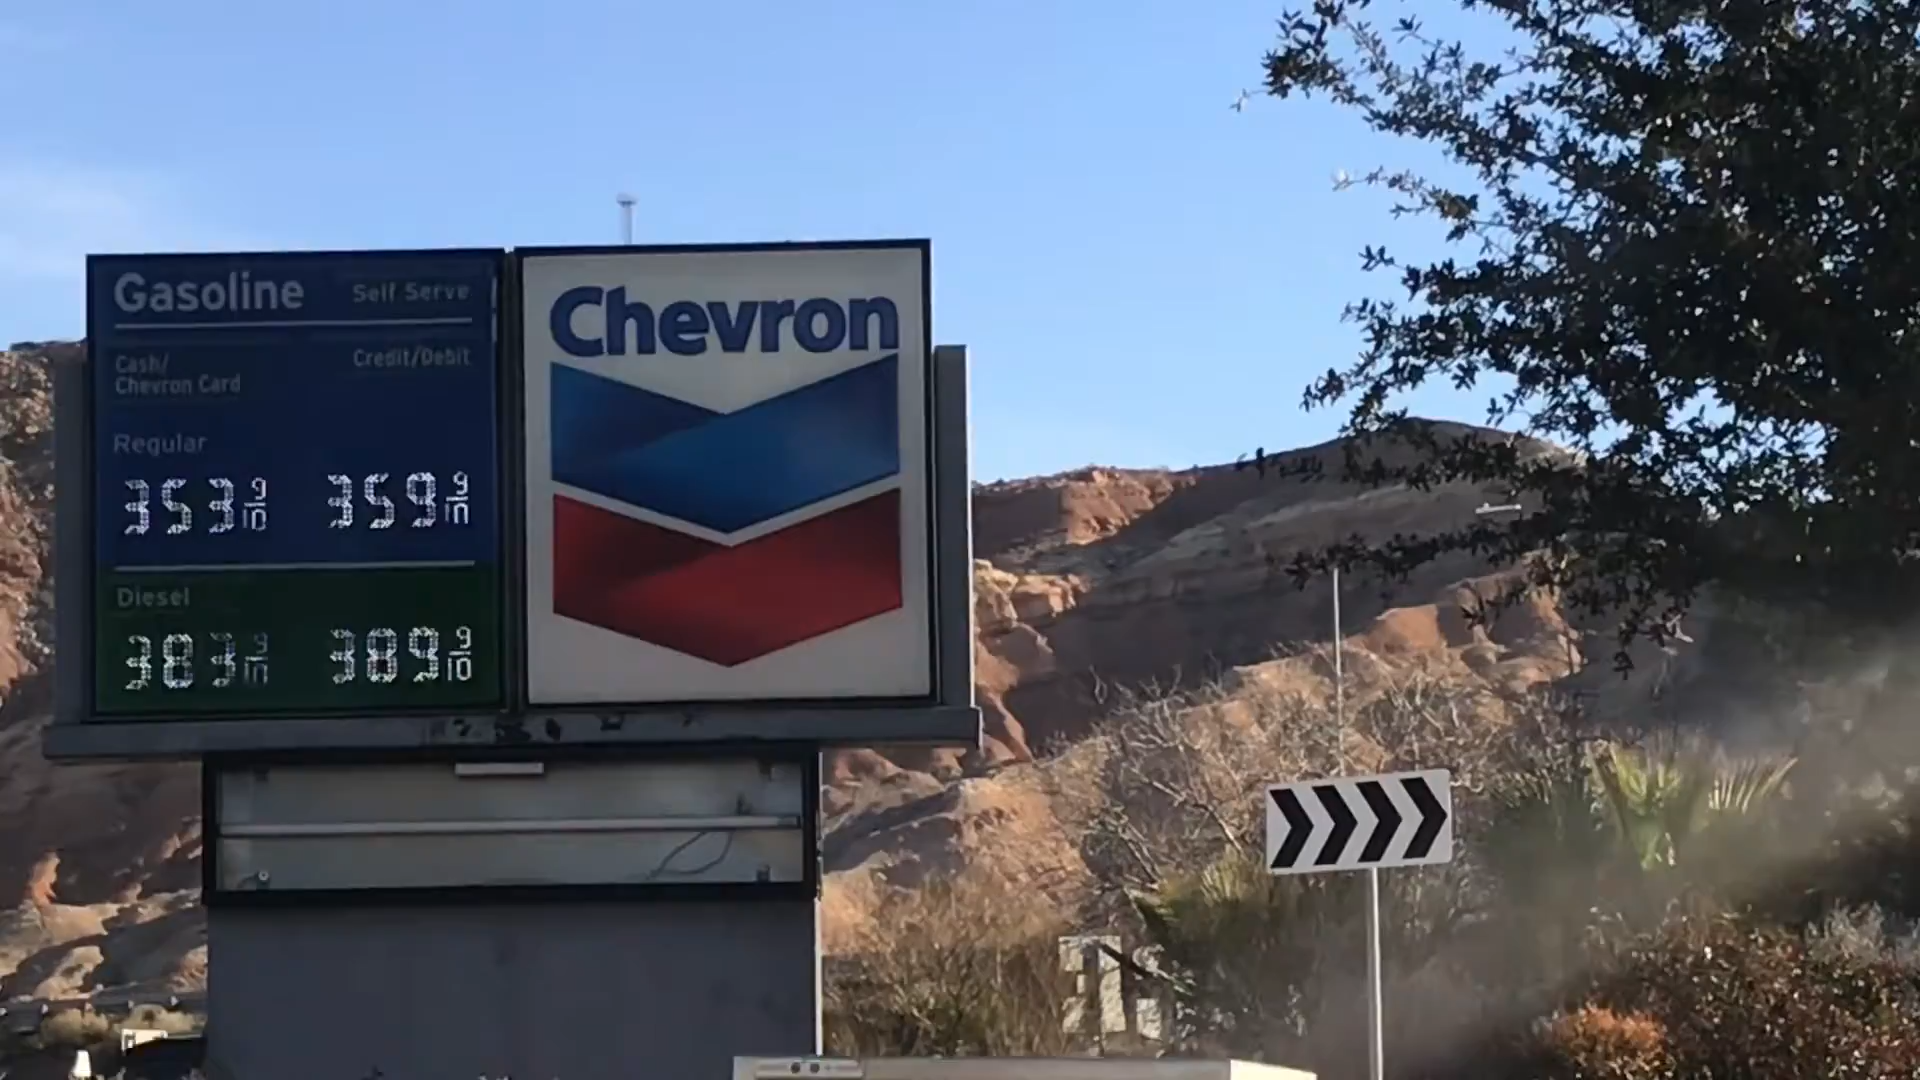 Gasoline Self Serve
Cash/
Chevron Card
Credit/Debit
Regular
353 9/10 359 9/10
Diesel
383 9/10 389 9/10
Chevron